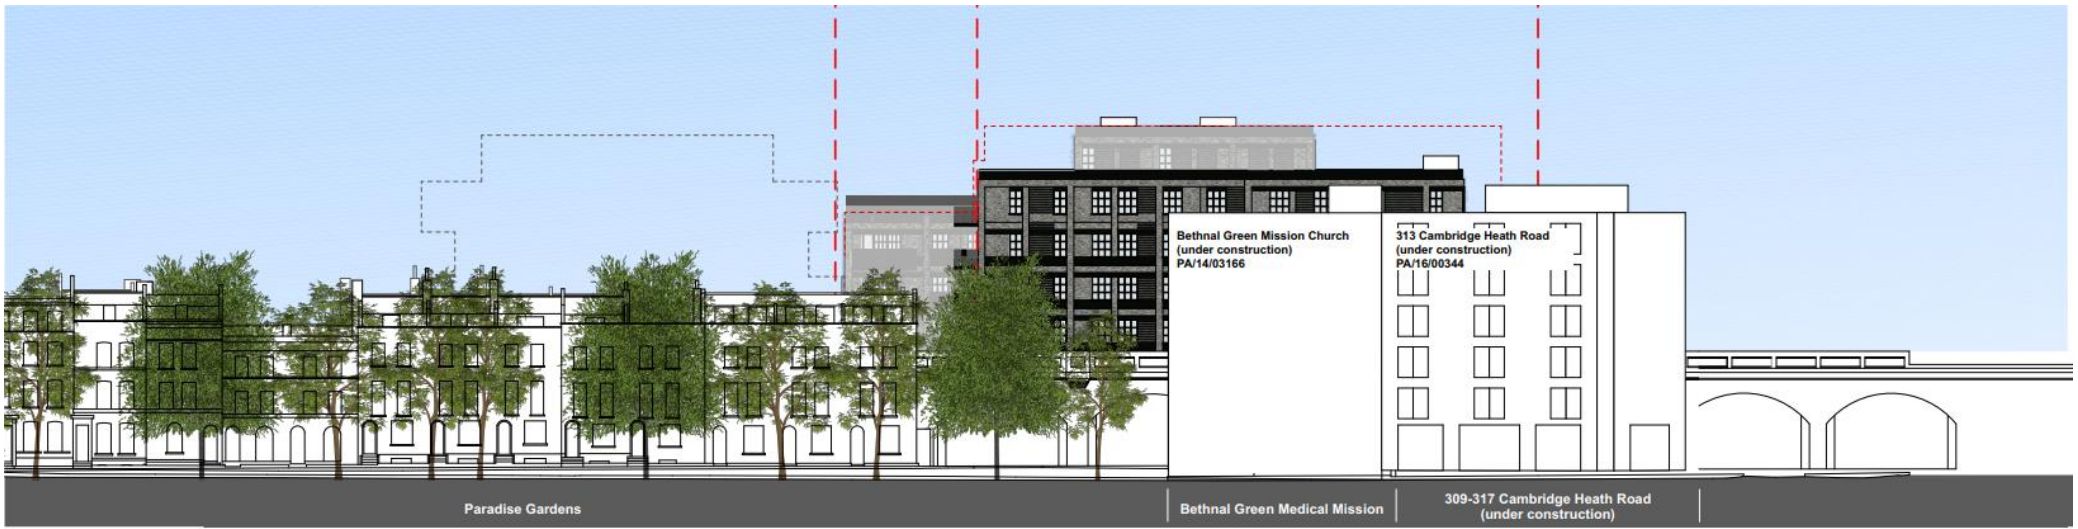 Bethnal Green Mission Church
(under construction)
PA/14/03166
313 Cambridge Heath Road
(under construction)
PA/16/00344
Paradise Gardens
Bethnal Green Medical Mission
309-317 Cambridge Heath Road
(under construction)